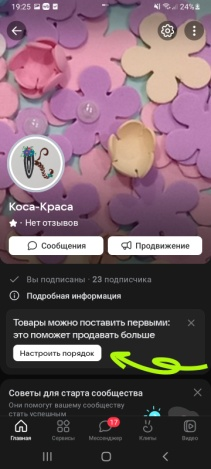 19:25
24%
Коса-Краса
★ · Нет отзывов
Сообщения
Продвижение
Вы подписаны · 23 подписчика
Подробная информация
Товары можно поставить первыми:
это поможет продавать больше
Настроить порядок
Советы для старта сообщества
Они помогут вашему сообществу
стать успешным
17
Главная
Сервисы
Мессенджер
Клипы
Видео